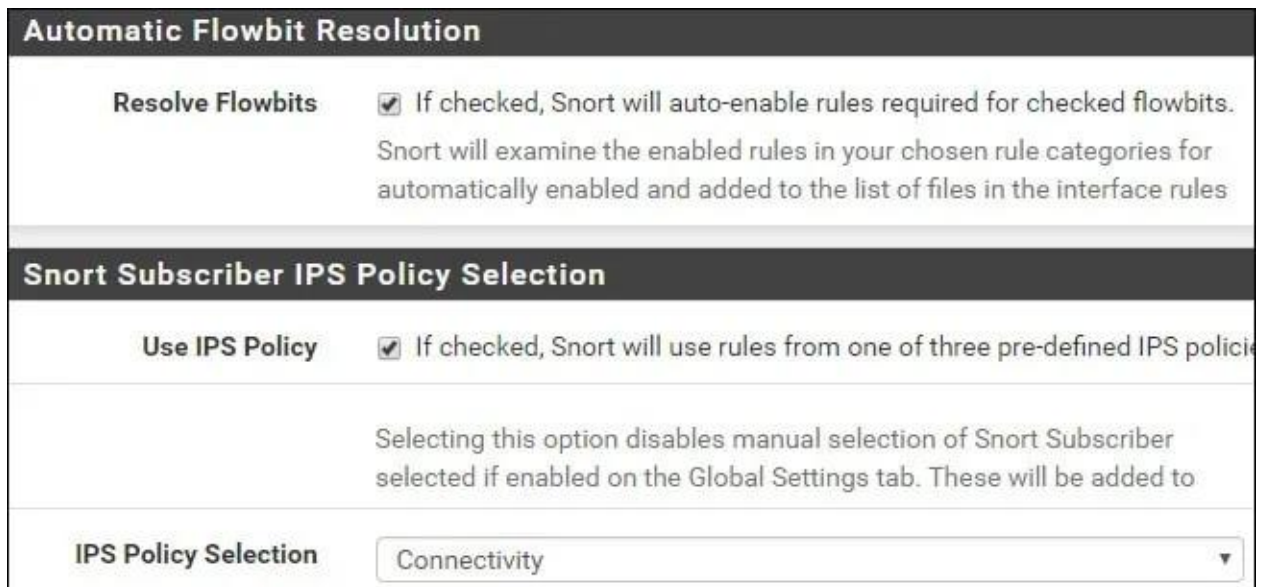 Automatic Flowbit Resolution
Resolve Flowbits If checked, Snort will auto-enable rules required for checked flowbits.
Snort will examine the enabled rules in your chosen rule categories for
automatically enabled and added to the list of files in the interface rules
Snort Subscriber IPS Policy Selection
Use IPS Policy If checked, Snort will use rules from one of three pre-defined IPS policie
Selecting this option disables manual selection of Snort Subscriber
selected if enabled on the Global Settings tab. These will be added to
IPS Policy Selection Connectivity